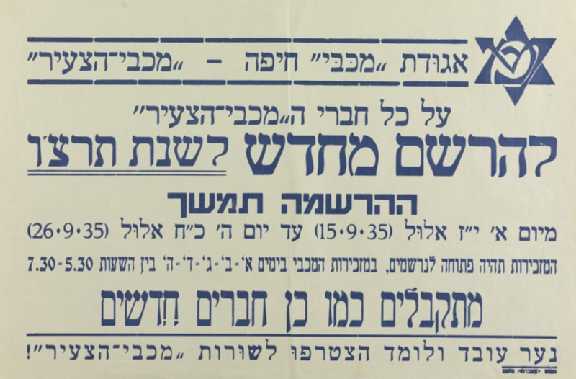 אגודת „מכבי” חיפה – „מכבי־הצעיר”
על כל חברי ה„מכבי־הצעיר”
להרשם מחדש לשנת תרצ"ו
ההרשמה תמשך
מיום א' י"ז אלול (15·9·35) עד יום ה' כ"ח אלול (26·9·35)
המזכירות תהיה פתוחה לנרשמים, במזכירות המכבי בימים א'-ב'-ג'-ד'-ה' בין השעות 7.30-5.30
מתקבלים כמו כן חברים חדשים
נער עובד ולומד הצטרפו לשורות „מכבי־הצעיר”!